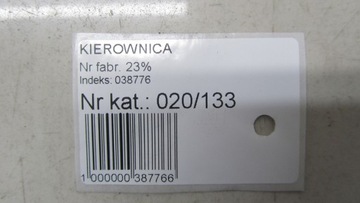 KIEROWNICA
Nr fabr. 23%
Indeks: 038776
Nr kat.: 020/133
1 000000 387766